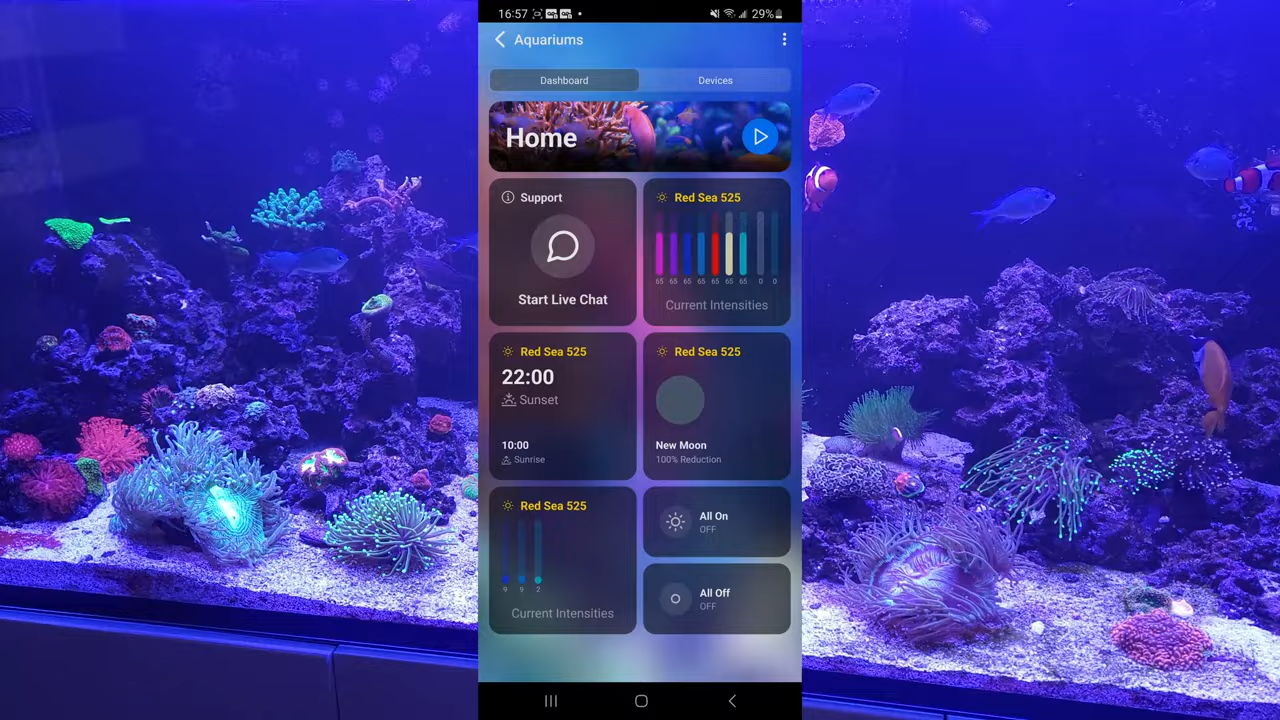 16:57
29%
Aquariums
Dashboard
Devices
Home
Support
Start Live Chat
Red Sea 525
65 65 65 65 65 65 65 0 0
Current Intensities
Red Sea 525
22:00
Sunset
10:00
Sunrise
Red Sea 525
New Moon
100% Reduction
Red Sea 525
9 9 2
Current Intensities
All On
OFF
All Off
OFF